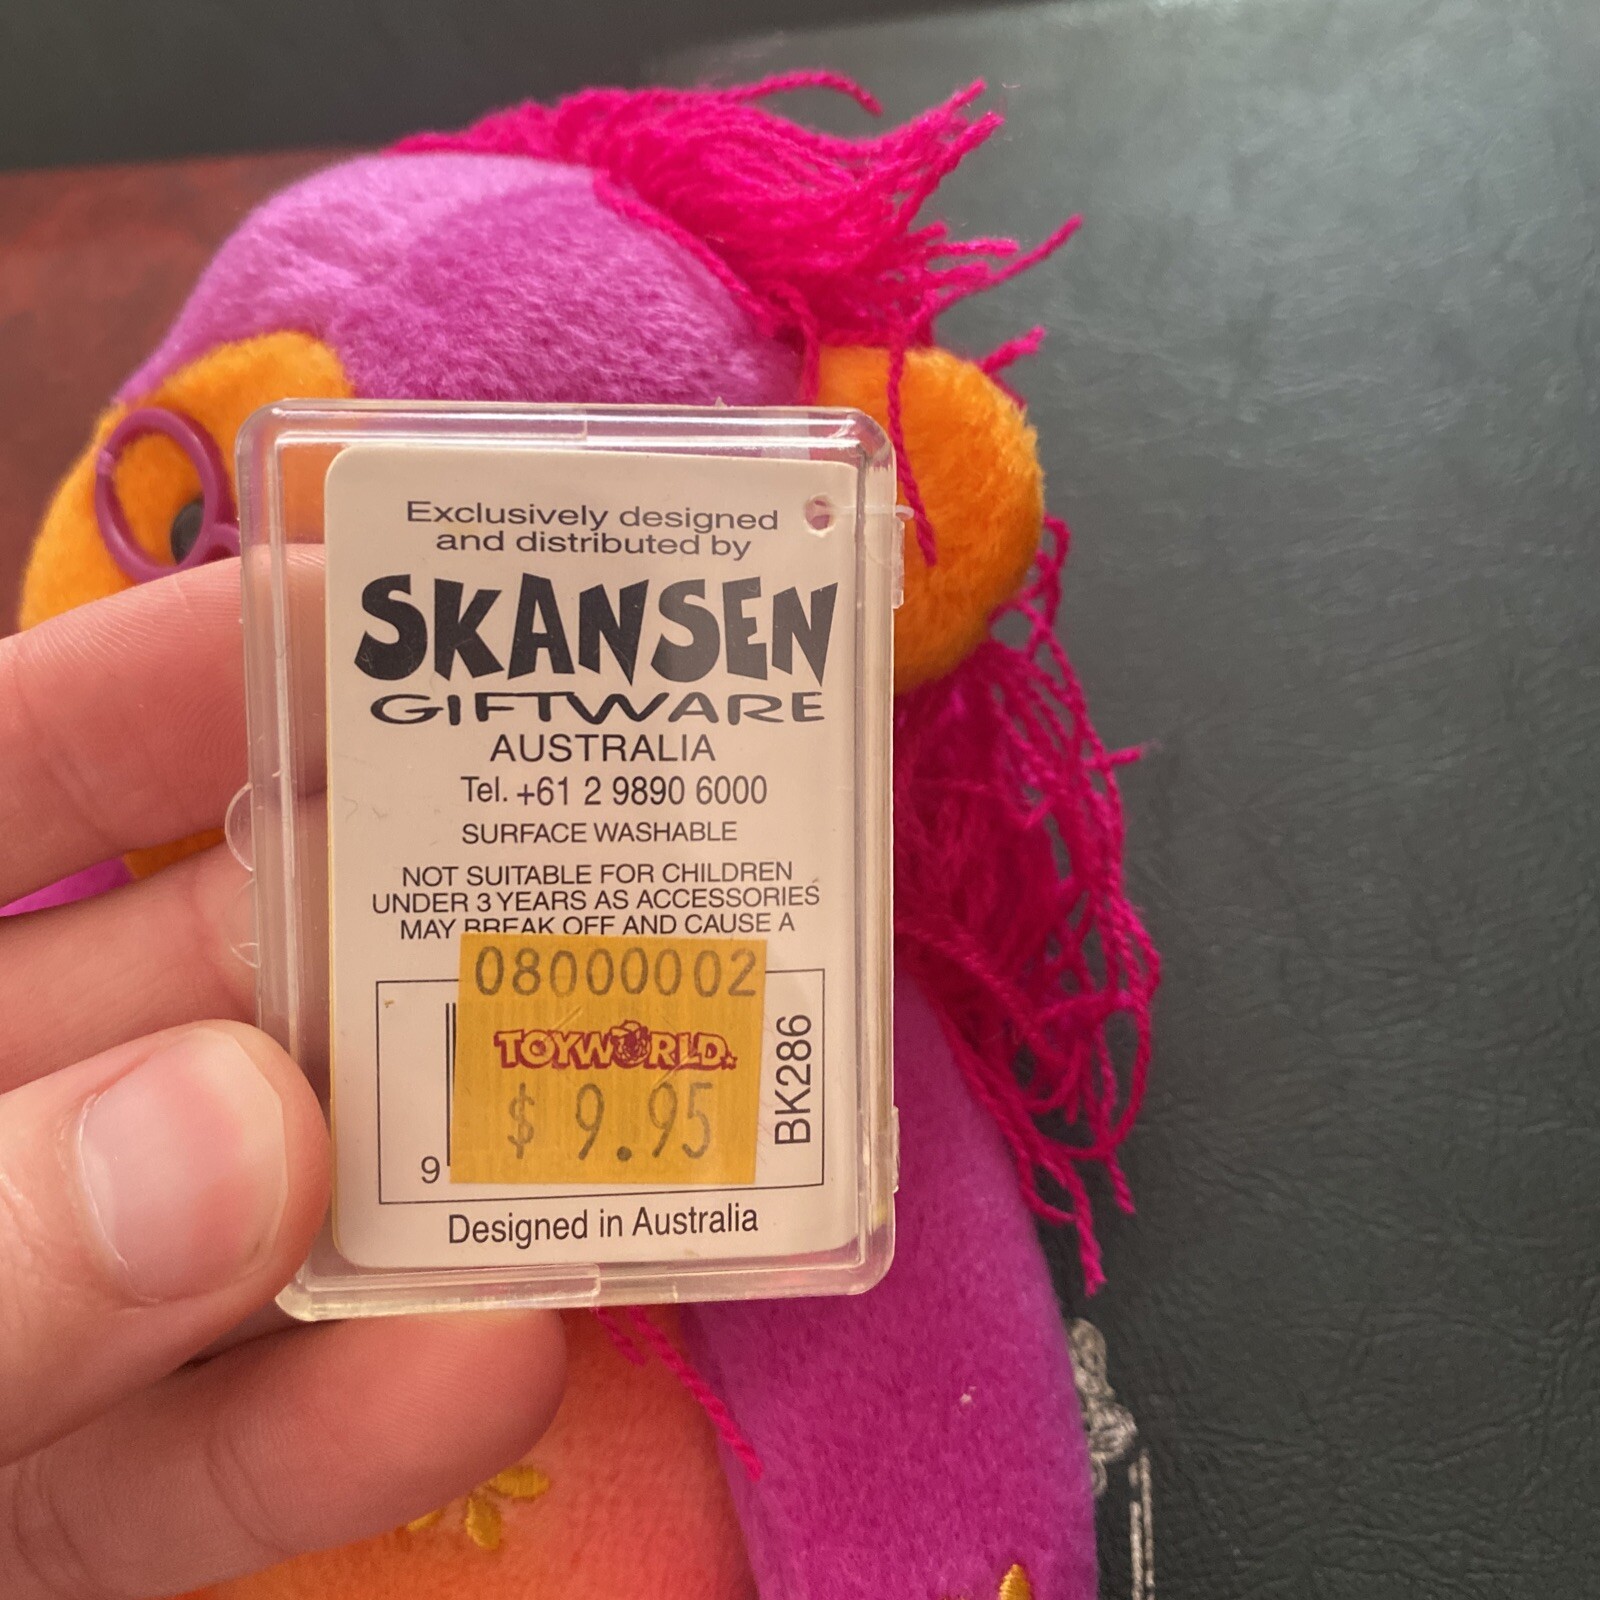 Exclusively designed
and distributed by
SKANSEN
GIFTWARE
AUSTRALIA
Tel. +61 2 9890 6000
SURFACE WASHABLE
NOT SUITABLE FOR CHILDREN
UNDER 3 YEARS AS ACCESSORIES
MAY BREAK OFF AND CAUSE A
08000002
TOYWORLD
$ 9.95
9
BK286
Designed in Australia